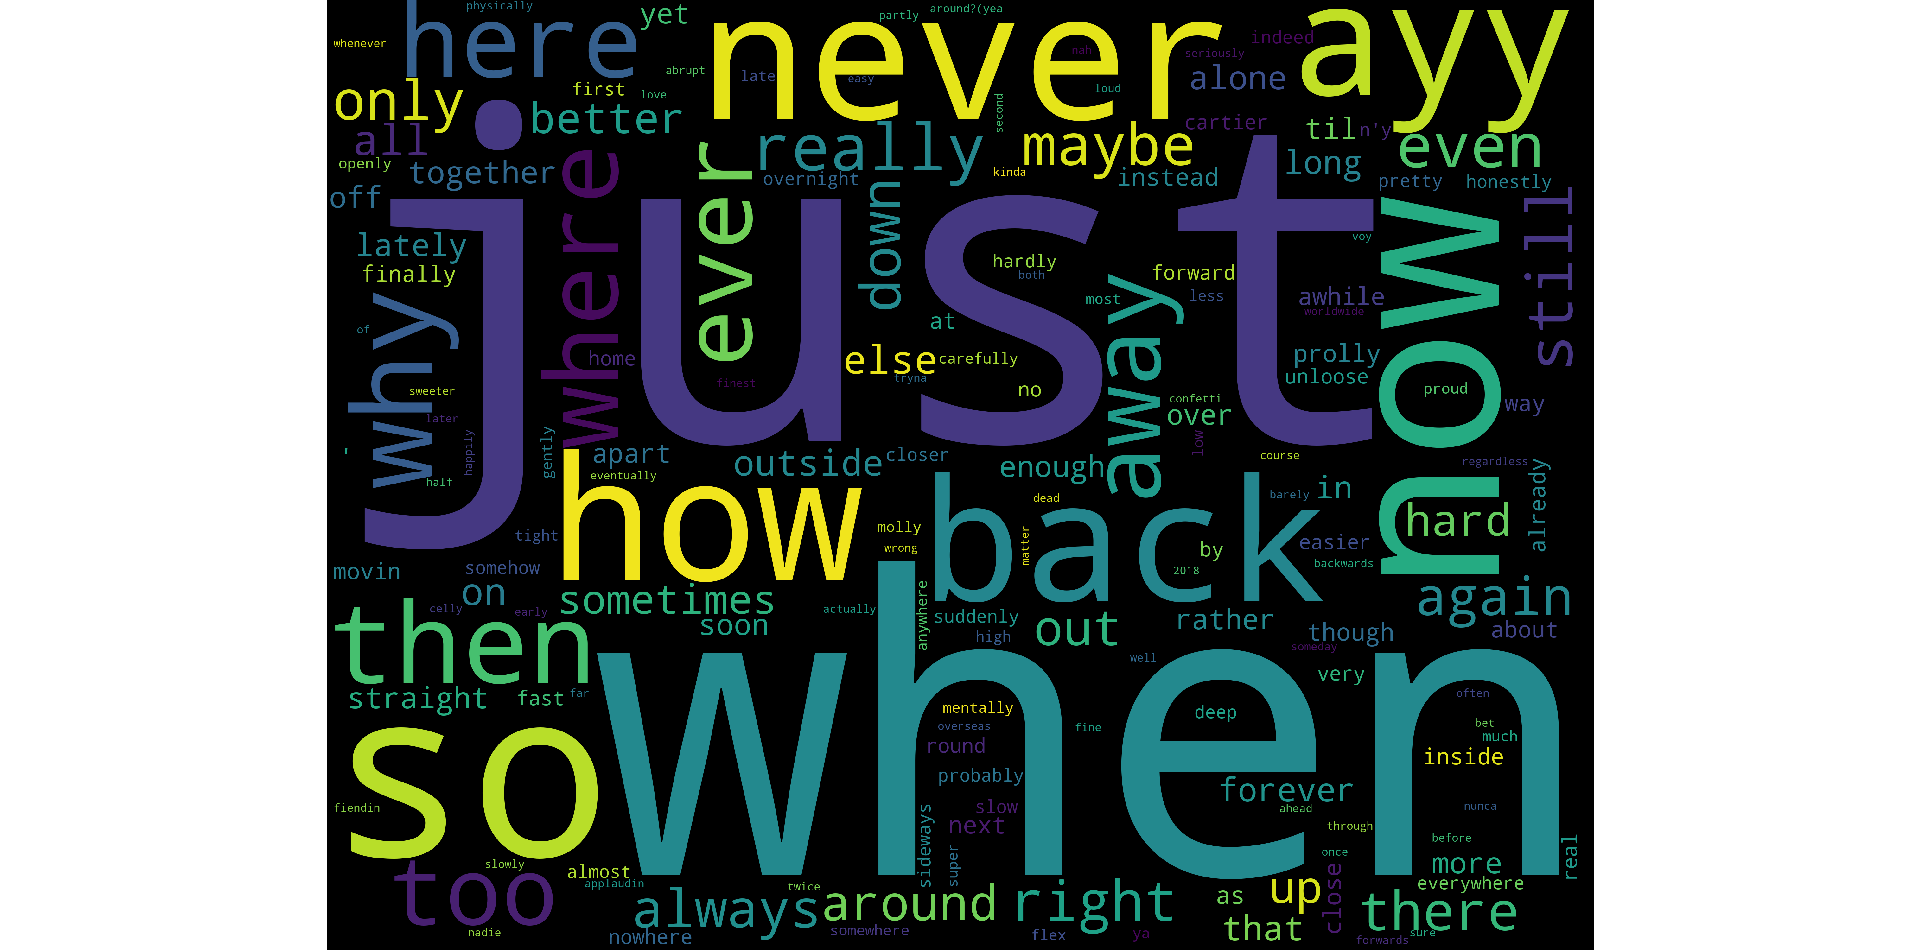 physically
partly
around?(yea
whenever
here
yet
never
ayy
nah
indeed
seriously
abrupt
late
easy
alone
only
first
love
loud
second
all
better
really
maybe
cartier
til
n'y
even
openly
together
overnight
kinda
instead
long
pretty
honestly
off
where
ever
down
just
now
still
lately
finally
why
hardly
both
voy
forward
away
most
less
awhile
worldwide
of
at
home
else
carefully
prolly
unloose
finest
tryna
no
proud
sweeter
confetti
over
way
later
happily
gently
low
'
apart
outside
closer
enough
course
regardless
half
eventually
in
barely
already
how
back
dead
hard
tight
molly
wrong
matter
by
easier
movin
somehow
2018
backwards
on
sometimes
anywhere
again
celly
early
actually
suddenly
rather
then
soon
high
out
though
about
someday
when
well
very
straight
fast
far
mentally
deep
often
so
overseas
fine
bet
much
round
inside
probably
forever
fiendin
slow
ahead
nunca
next
through
sideways
before
real
too
slowly
almost
super
once
more
applaudin
twice
close
everywhere
always
around
right
as
up
there
nadie
nowhere
somewhere
flex
ya
that
forwards
sure